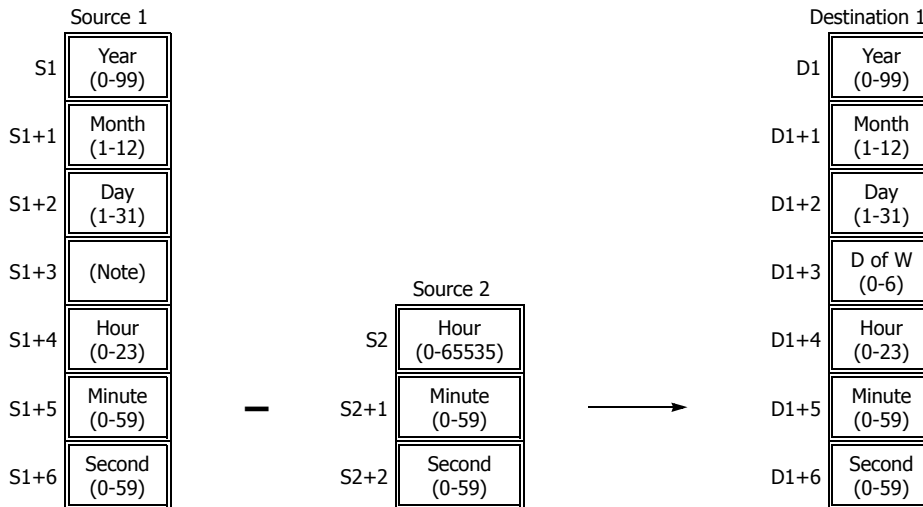 Source 1
S1
Year
(0-99)
S1+1
Month
(1-12)
S1+2
Day
(1-31)
S1+3
(Note)
S1+4
Hour
(0-23)
S1+5
Minute
(0-59)
S1+6
Second
(0-59)
–
Source 2
S2
Hour
(0-65535)
S2+1
Minute
(0-59)
S2+2
Second
(0-59)
Destination 1
D1
Year
(0-99)
D1+1
Month
(1-12)
D1+2
Day
(1-31)
D1+3
D of W
(0-6)
D1+4
Hour
(0-23)
D1+5
Minute
(0-59)
D1+6
Second
(0-59)